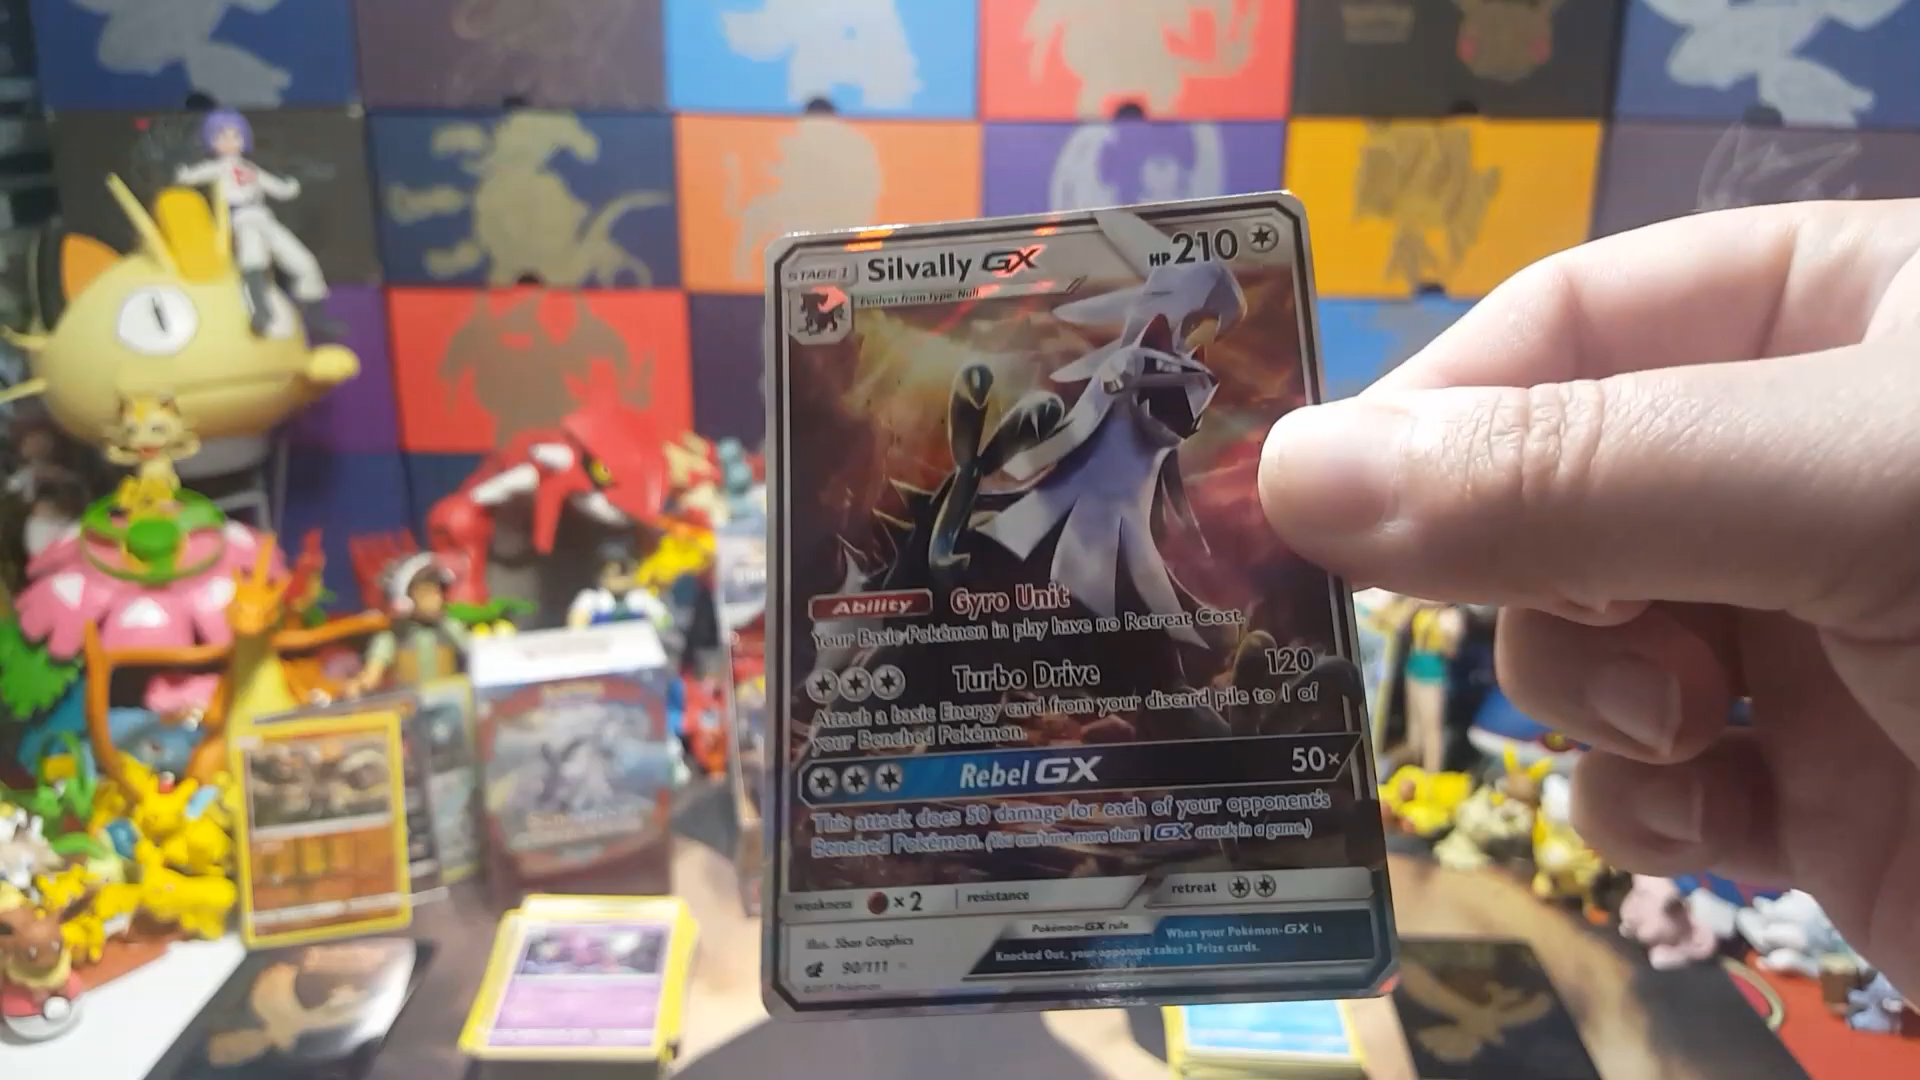 STAGE 1 Silvally GX HP 210
Evolves from Type: Null
Ability Gyro Unit
Your Basic Pokémon in play have no Retreat Cost.
Turbo Drive 120
Attach a basic Energy card from your discard pile to 1 of
your Benched Pokémon.
Rebel GX 50×
This attack does 50 damage for each of your opponent's
Benched Pokémon. (You can't use more than 1 GX attack in a game.)
weakness × 2 resistance retreat
illus. 5ban Graphics
Pokémon-GX rule When your Pokémon-GX is
Knocked Out, your opponent takes 2 Prize cards.
90/111
©2017 Pokémon